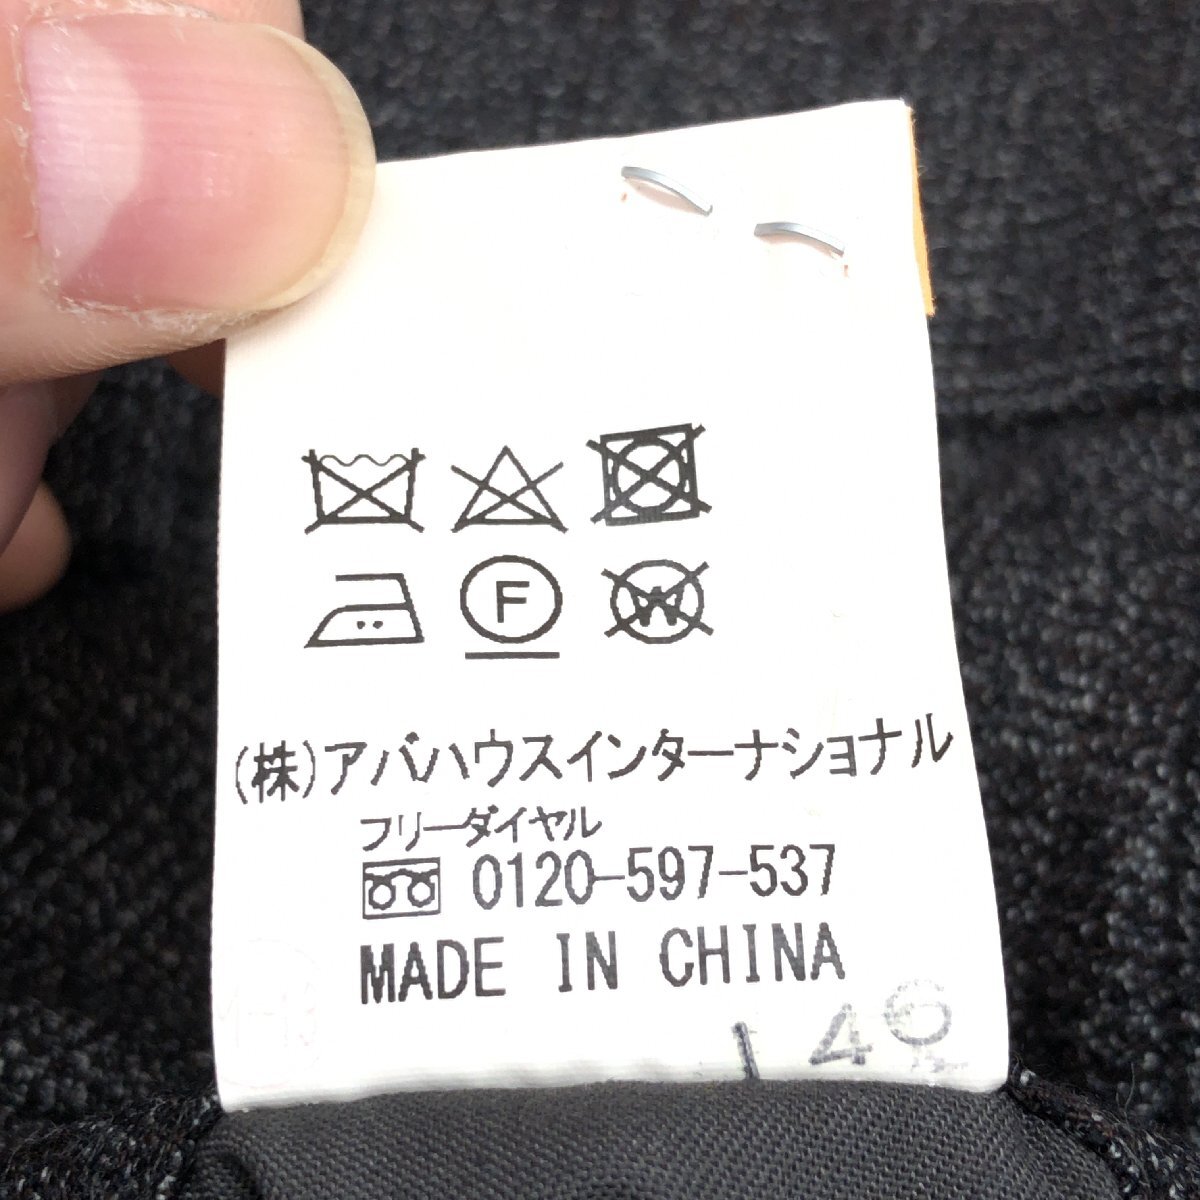 F W
(株)アバハウスインターナショナル
フリーダイヤル
0120-597-537
MADE IN CHINA
146